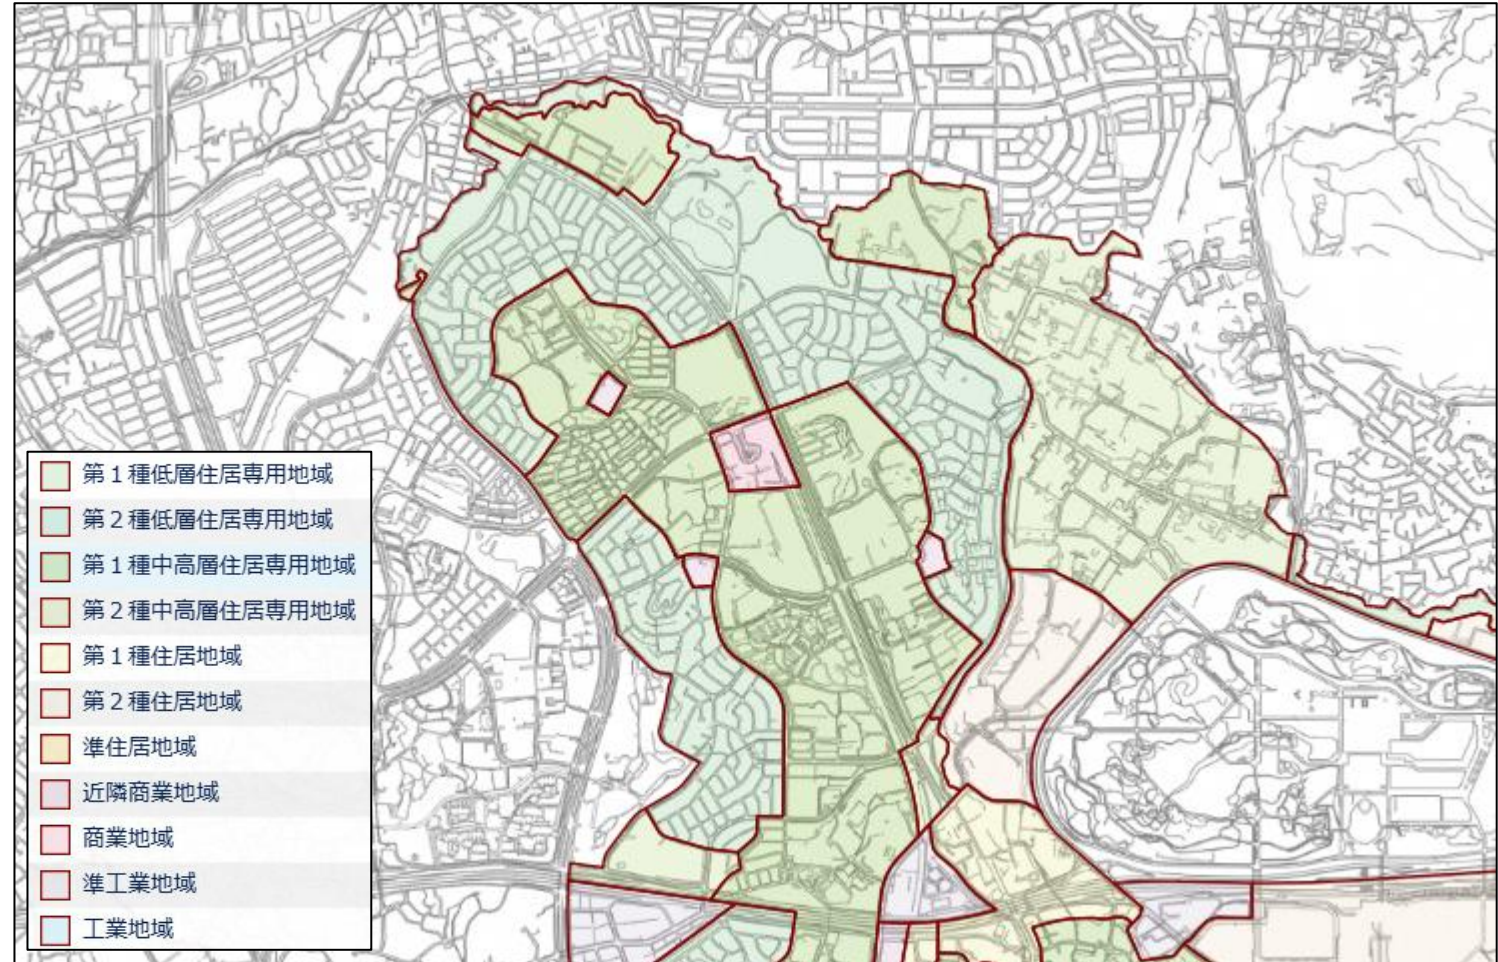 第１種低層住居専用地域
第２種低層住居専用地域
第１種中高層住居専用地域
第２種中高層住居専用地域
第１種住居地域
第２種住居地域
準住居地域
近隣商業地域
商業地域
準工業地域
工業地域